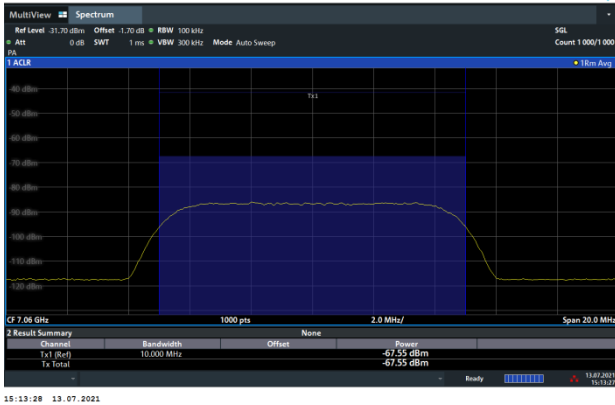 MultiView Spectrum
Ref Level -31.70 dBm Offset -1.70 dB RBW 100 kHz SGL
Att 0 dB SWT 1 ms VBW 300 kHz Mode Auto Sweep Count 1000/1000
PA
1 ACLR 1Rm Avg
Tx1
-40 dBm
-50 dBm
-60 dBm
-70 dBm
-80 dBm
-90 dBm
-100 dBm
-110 dBm
-120 dBm
CF 7.06 GHz 1000 pts 2.0 MHz/ Span 20.0 MHz
2 Result Summary None
Channel Bandwidth Offset Power
Tx1 (Ref) 10.000 MHz -67.55 dBm
Tx Total -67.55 dBm
Ready 13.07.2021
15:13:27
15:13:28 13.07.2021